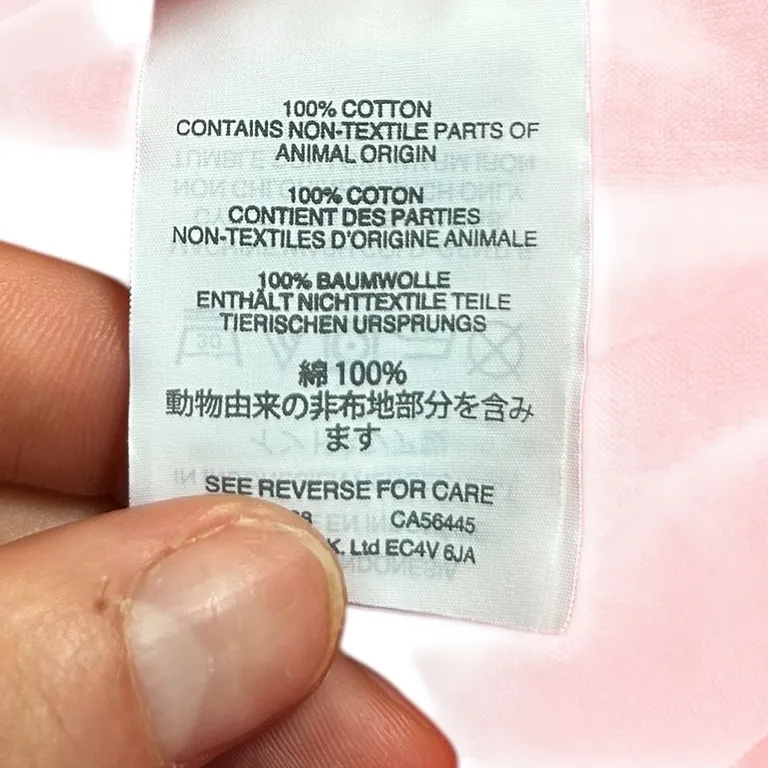 100% COTTON
CONTAINS NON-TEXTILE PARTS OF
ANIMAL ORIGIN
100% COTON
CONTIENT DES PARTIES
NON-TEXTILES D'ORIGINE ANIMALE
100% BAUMWOLLE
ENTHÄLT NICHTTEXTILE TEILE
TIERISCHEN URSPRUNGS
綿 100%
動物由来の非布地部分を含み
ます
SEE REVERSE FOR CARE
CA56445
K. Ltd EC4V 6JA